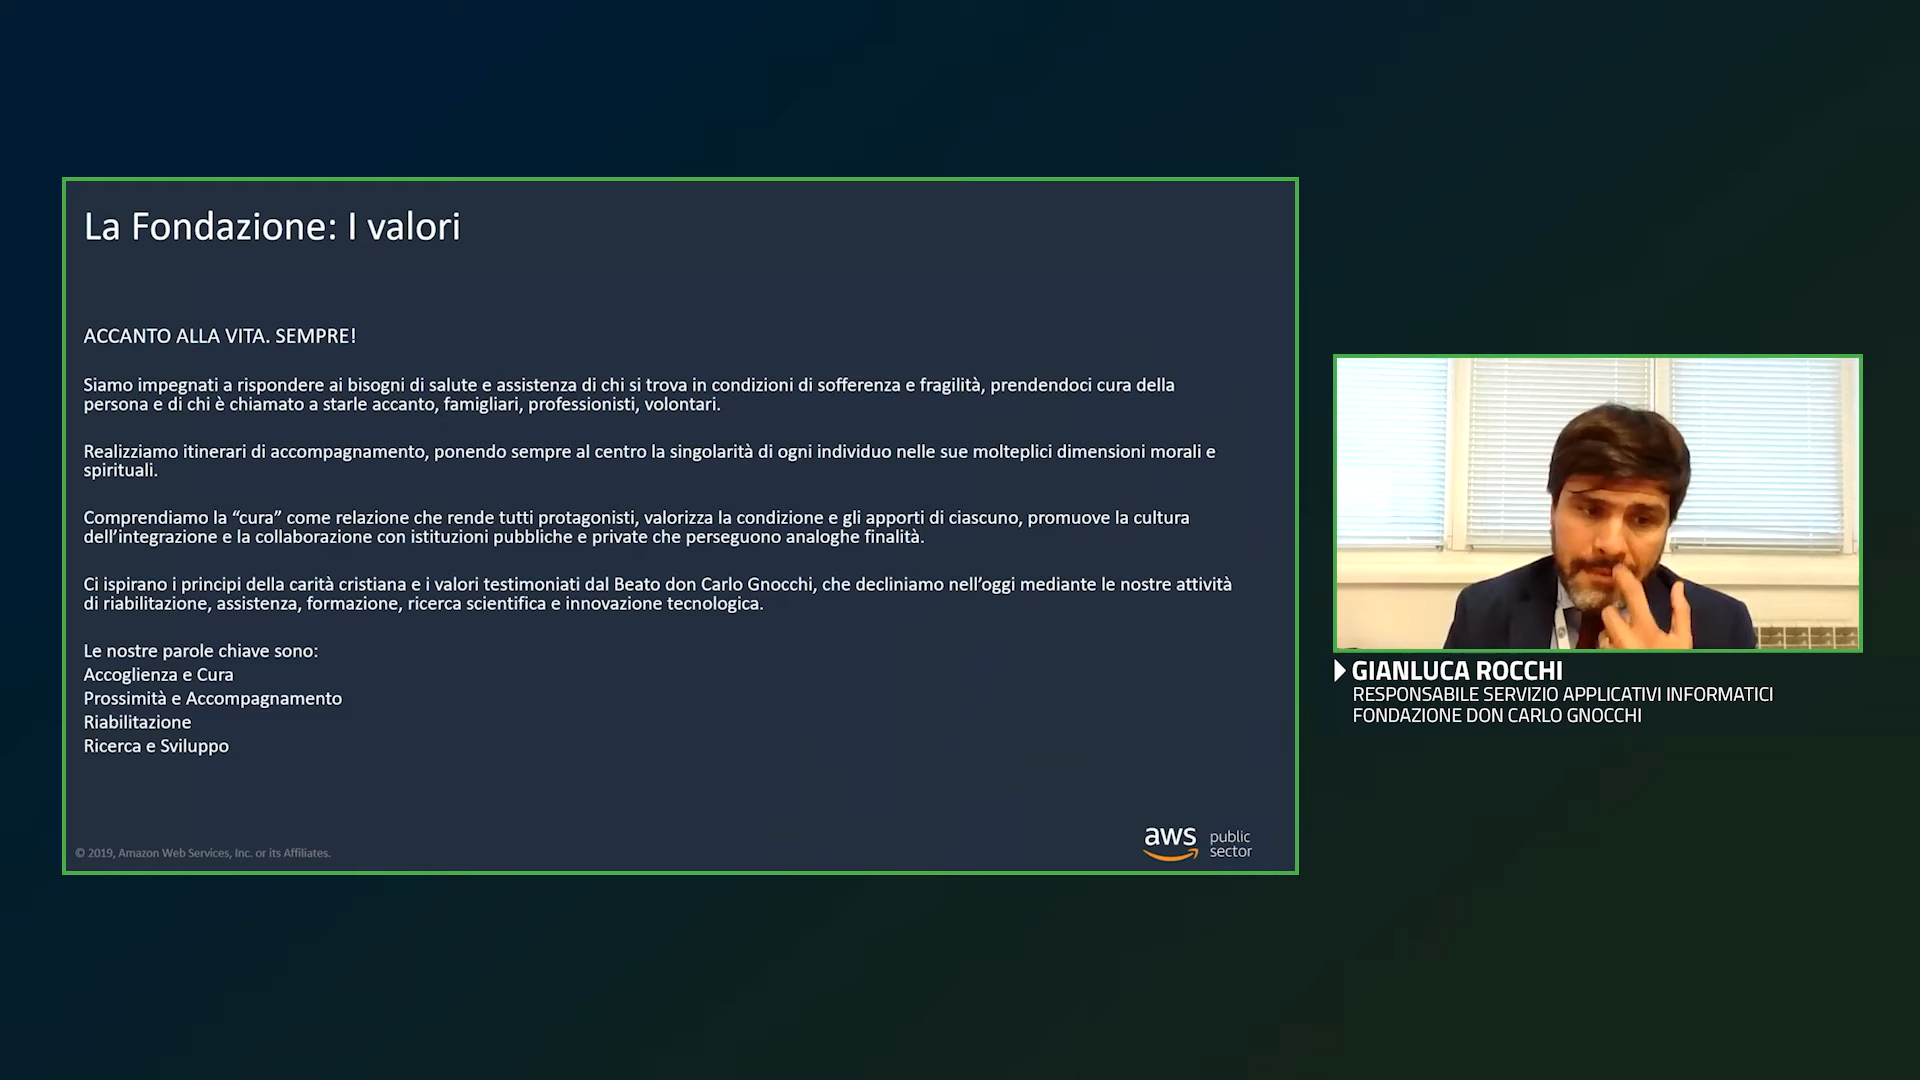 La Fondazione: I valori
ACCANTO ALLA VITA. SEMPRE!
Siamo impegnati a rispondere ai bisogni di salute e assistenza di chi si trova in condizioni di sofferenza e fragilità, prendendoci cura della
persona e di chi è chiamato a starle accanto, famigliari, professionisti, volontari.
Realizziamo itinerari di accompagnamento, ponendo sempre al centro la singolarità di ogni individuo nelle sue molteplici dimensioni morali e
spirituali.
Comprendiamo la “cura” come relazione che rende tutti protagonisti, valorizza la condizione e gli apporti di ciascuno, promuove la cultura
dell’integrazione e la collaborazione con istituzioni pubbliche e private che perseguono analoghe finalità.
Ci ispirano i principi della carità cristiana e i valori testimoniati dal Beato don Carlo Gnocchi, che decliniamo nell’oggi mediante le nostre attività
di riabilitazione, assistenza, formazione, ricerca scientifica e innovazione tecnologica.
Le nostre parole chiave sono:
Accoglienza e Cura
Prossimità e Accompagnamento
Riabilitazione
Ricerca e Sviluppo
© 2019, Amazon Web Services, Inc. or its Affiliates.
aws public
sector
GIANLUCA ROCCHI
RESPONSABILE SERVIZIO APPLICATIVI INFORMATICI
FONDAZIONE DON CARLO GNOCCHI